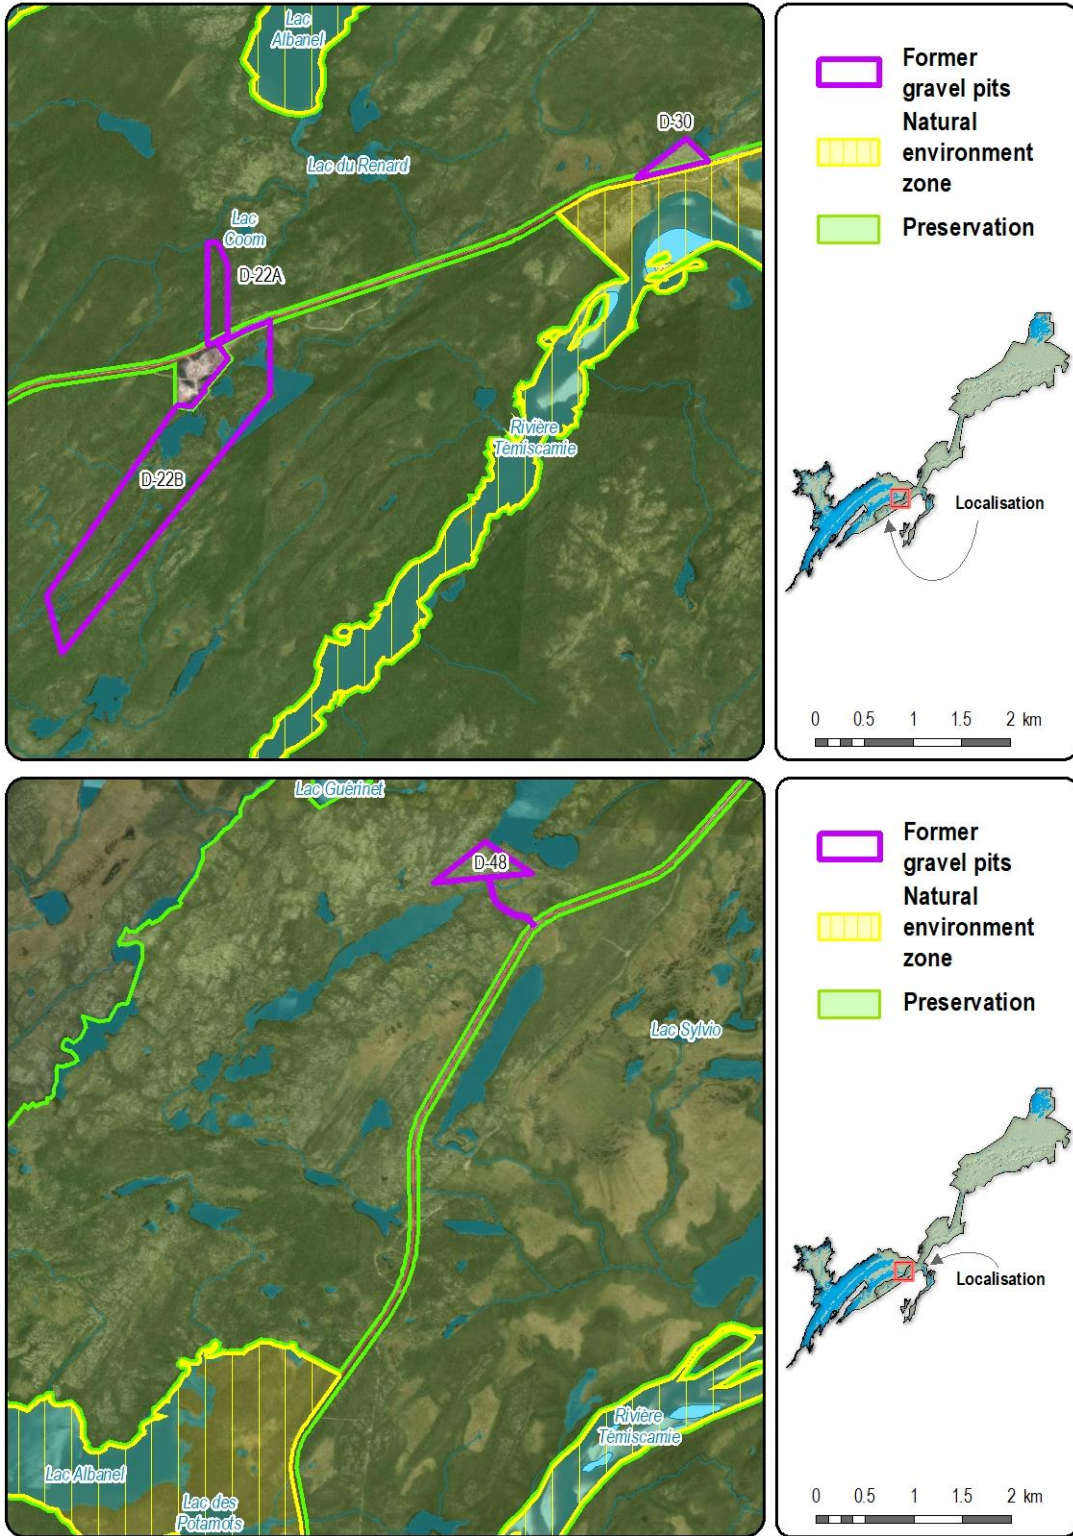 Lac
Albanel
D-30
Lac du Renard
Lac
Coom
D-22A
Rivière
Témiscamie
D-22B
Former
gravel pits
Natural
environment
zone
Preservation
Localisation
0 0.5 1 1.5 2 km
Lac Guérinet
D-48
Lac Sylvio
Rivière
Témiscamie
Lac Albanel
Lac des
Potamots
Former
gravel pits
Natural
environment
zone
Preservation
Localisation
0 0.5 1 1.5 2 km